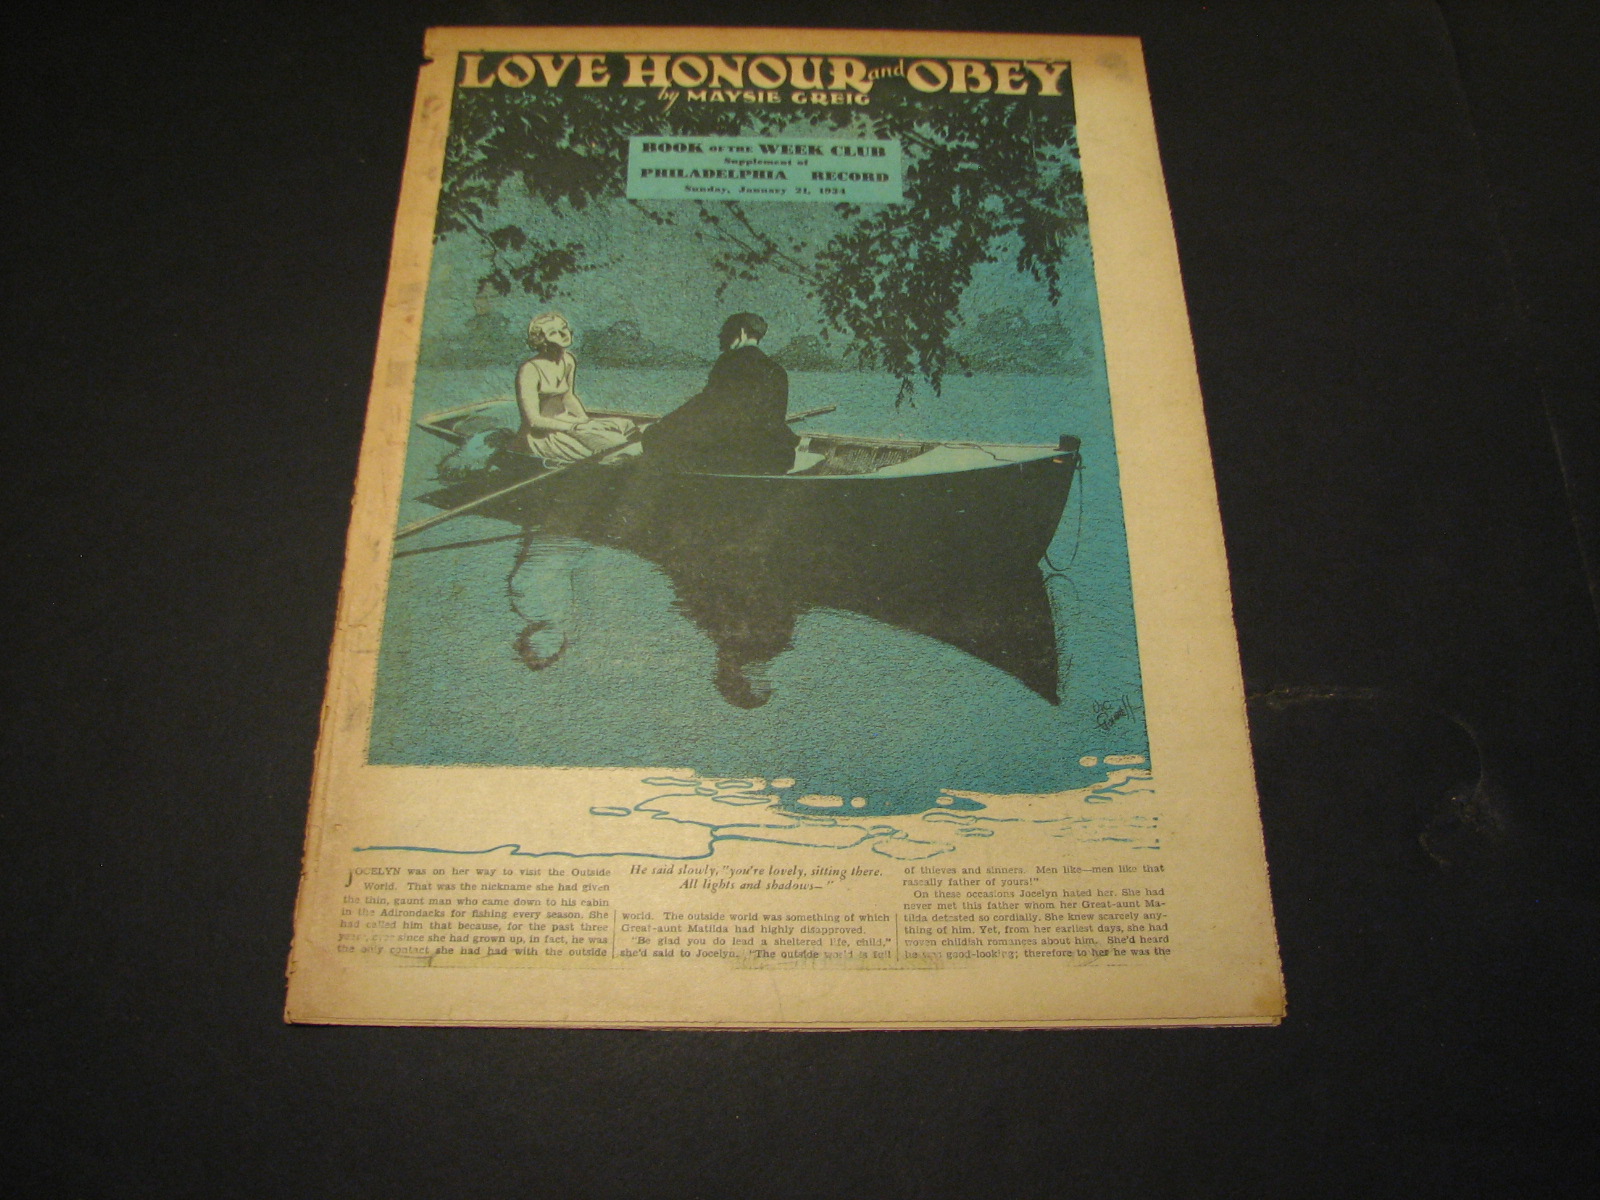 LOVE HONOUR and OBEY
by MAYSIE GREIG
BOOK OF THE WEEK CLUB
Supplement of
PHILADELPHIA RECORD
Sunday, January 21, 1934
JOCELYN was on her way to visit the Outside
World. That was the nickname she had given
the thin, gaunt man who came down to his cabin
in the Adirondacks for fishing every season. She
had called him that because, for the past three
years, ever since she had grown up, in fact, he was
the only contact she had had with the outside
He said slowly, "you're lovely, sitting there.
All lights and shadows—"
world. The outside world was something of which
Great-aunt Matilda had highly disapproved.
"Be glad you do lead a sheltered life, child,"
she'd said to Jocelyn. "The outside world is full
of thieves and sinners. Men like—men like that
rascally father of yours!"
On these occasions Jocelyn hated her. She had
never met this father whom her Great-aunt Ma-
tilda detested so cordially. She knew scarcely any-
thing of him. Yet, from her earliest days, she had
woven childish romances about him. She'd heard
he was good-looking; therefore to her he was the